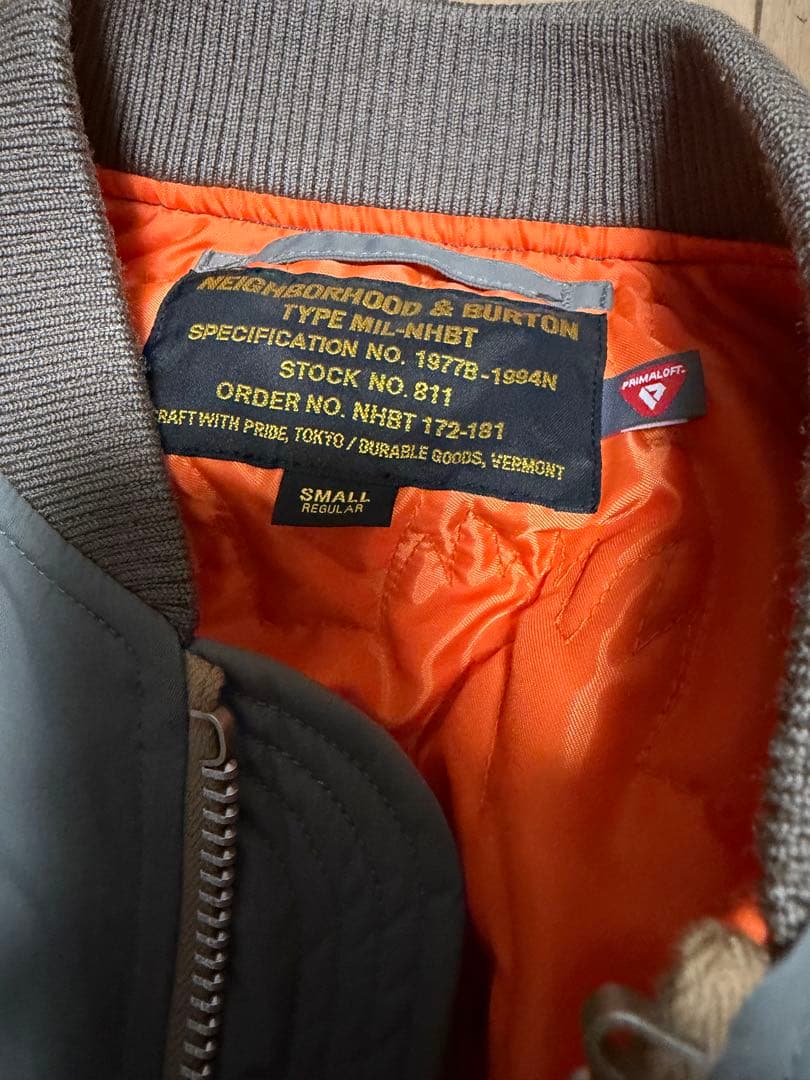 NEIGHBORHOOD & BURTON
TYPE MIL-NHBT
SPECIFICATION NO. 1977B-1994N
STOCK NO. 811
ORDER NO. NHBT 172-181
RAFT WITH PRIDE, TOKYO / DURABLE GOODS, VERMONT
PRIMALOFT
SMALL
REGULAR